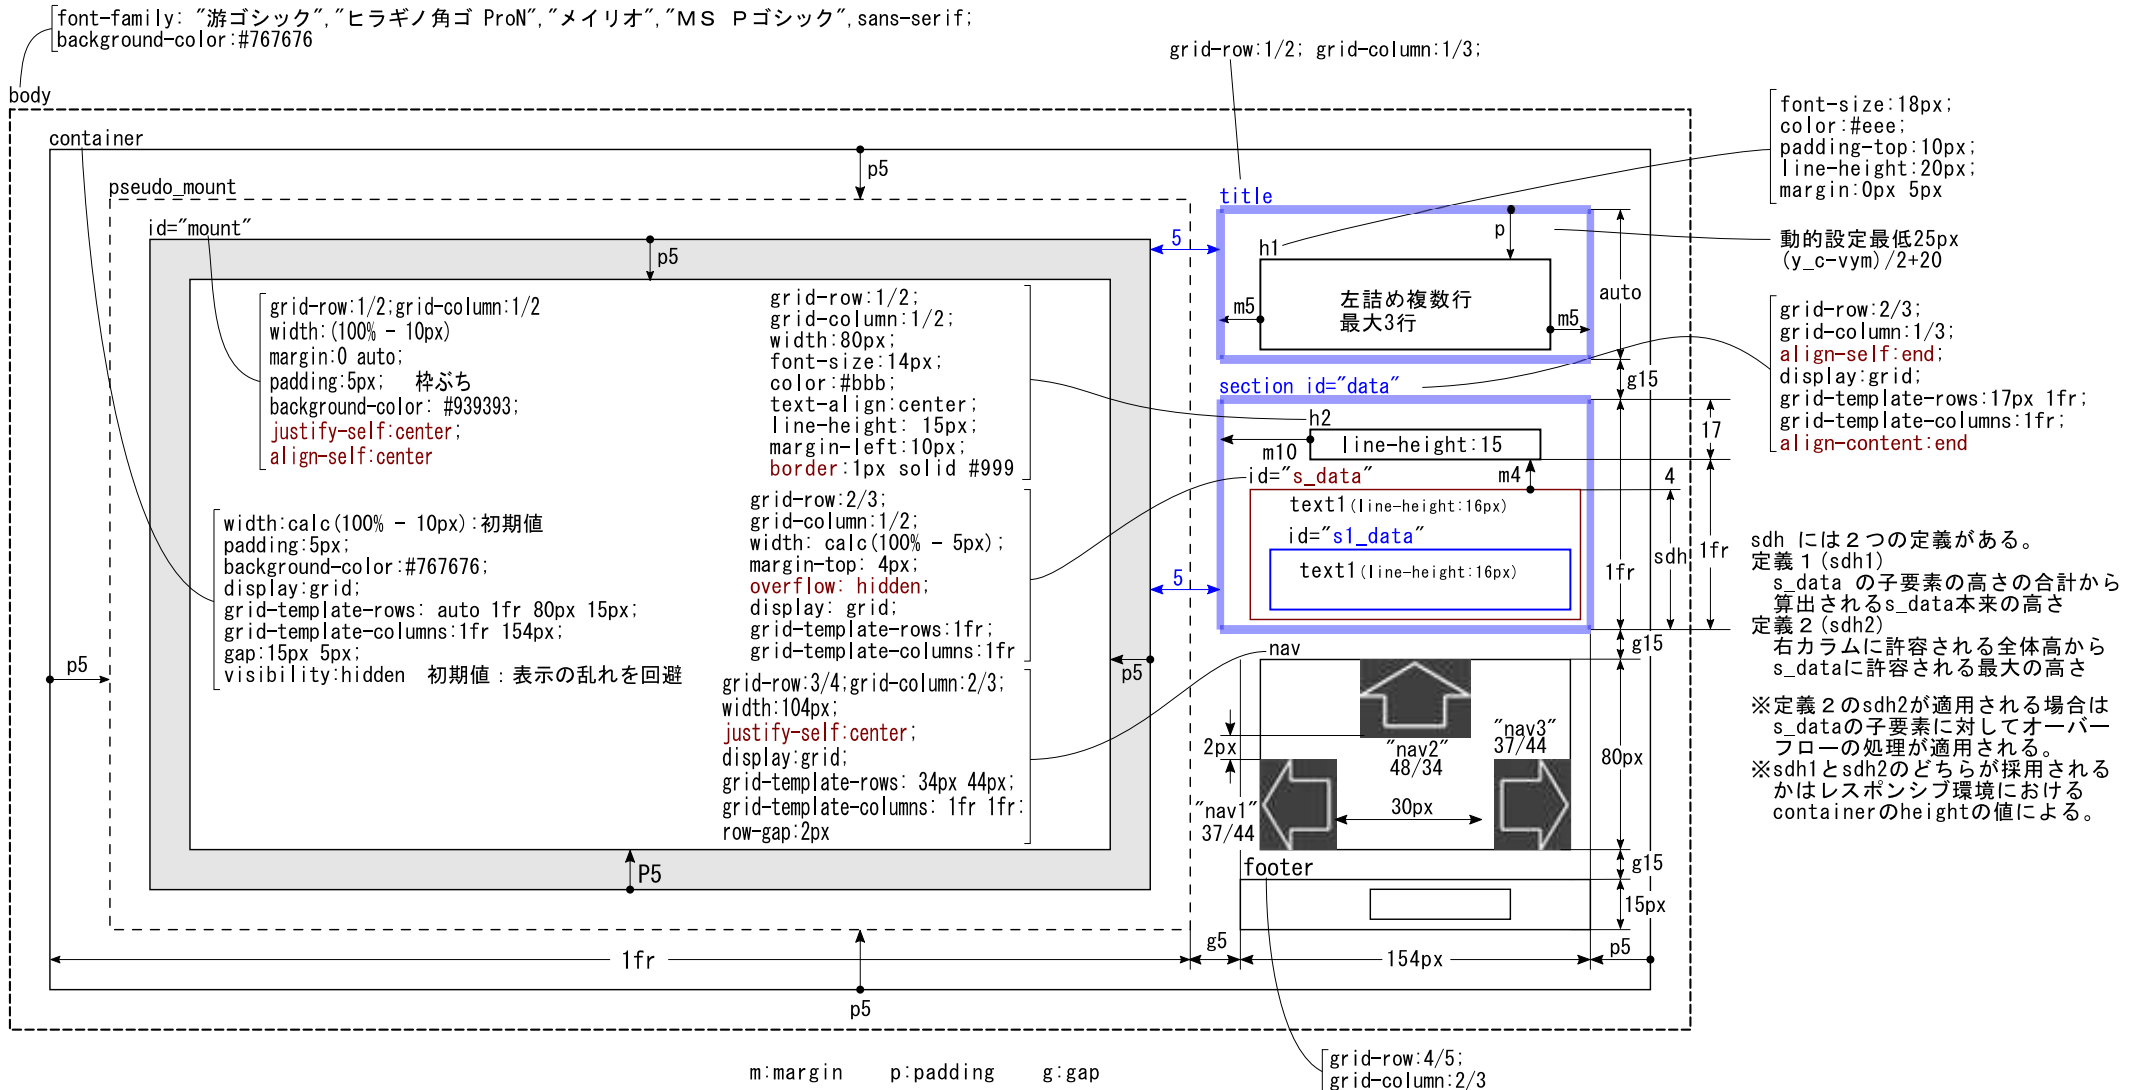 font-family: "游ゴシック","ヒラギノ角ゴ ProN","メイリオ","ＭＳ Ｐゴシック",sans-serif;
background-color:#767676
body
grid-row:1/2; grid-column:1/3;
container
pseudo_mount
id="mount"
p5
p5
grid-row:1/2;grid-column:1/2
width:(100% - 10px)
margin:0 auto;
padding:5px;　枠ぶち
background-color: #939393;
justify-self:center;
align-self:center
width:calc(100% - 10px):初期値
padding:5px;
background-color:#767676;
display:grid;
grid-template-rows: auto 1fr 80px 15px;
grid-template-columns:1fr 154px;
gap:15px 5px;
visibility:hidden　初期値：表示の乱れを回避
grid-row:1/2;
grid-column:1/2;
width:80px;
font-size:14px;
color:#bbb;
text-align:center;
line-height: 15px;
margin-left:10px;
border:1px solid #999
grid-row:2/3;
grid-column:1/2;
width: calc(100% - 5px);
margin-top: 4px;
overflow: hidden;
display: grid;
grid-template-rows:1fr;
grid-template-columns:1fr
grid-row:3/4;grid-column:2/3;
width:104px;
justify-self:center;
display:grid;
grid-template-rows: 34px 44px;
grid-template-columns: 1fr 1fr;
row-gap:2px
p5
p5
P5
p5
1fr
g5
154px
p5
title
5
p
h1
左詰め複数行
最大3行
m5
m5
auto
g15
section id="data"
h2
line-height:15
m10
m4
17
4
id="s_data"
text1(line-height:16px)
id="s1_data"
text1(line-height:16px)
5
sdh
1fr
1fr
g15
nav
2px
"nav2"
48/34
"nav3"
37/44
"nav1"
37/44
30px
80px
g15
footer
15px
font-size:18px;
color:#eee;
padding-top:10px;
line-height:20px;
margin:0px 5px
動的設定最低25px
(y_c-vym)/2+20
grid-row:2/3;
grid-column:1/3;
align-self:end;
display:grid;
grid-template-rows:17px 1fr;
grid-template-columns:1fr;
align-content:end
sdh には２つの定義がある。
定義１(sdh1)
s_data の子要素の高さの合計から
算出されるs_data本来の高さ
定義２(sdh2)
右カラムに許容される全体高から
s_dataに許容される最大の高さ
※定義２のsdh2が適用される場合は
s_dataの子要素に対してオーバー
フローの処理が適用される。
※sdh1とsdh2のどちらが採用される
かはレスポンシブ環境における
containerのheightの値による。
m:margin　p:padding　g:gap
grid-row:4/5;
grid-column:2/3